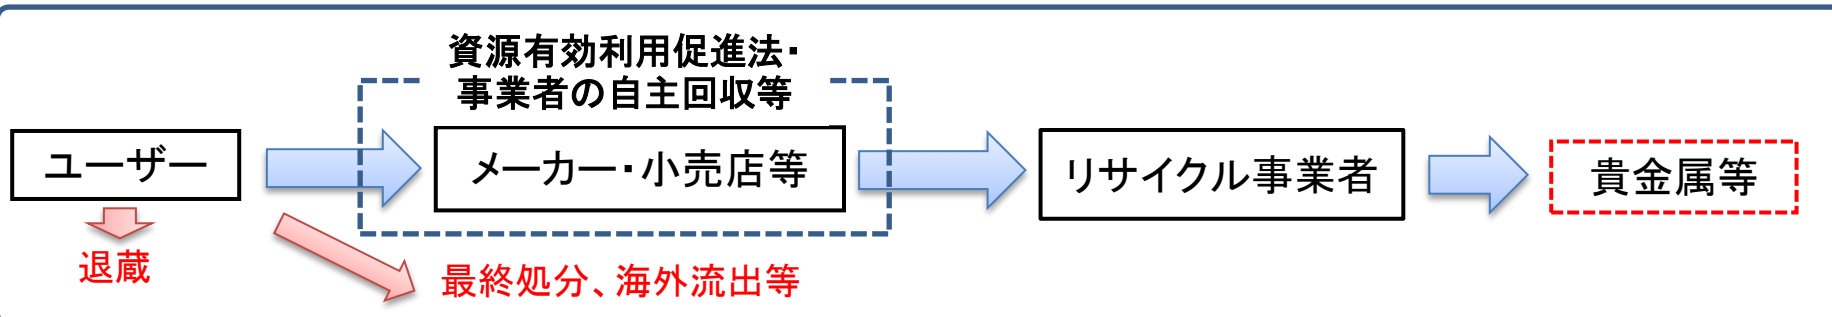 資源有効利用促進法・
事業者の自主回収等
ユーザー
メーカー・小売店等
リサイクル事業者
貴金属等
退蔵
最終処分、海外流出等